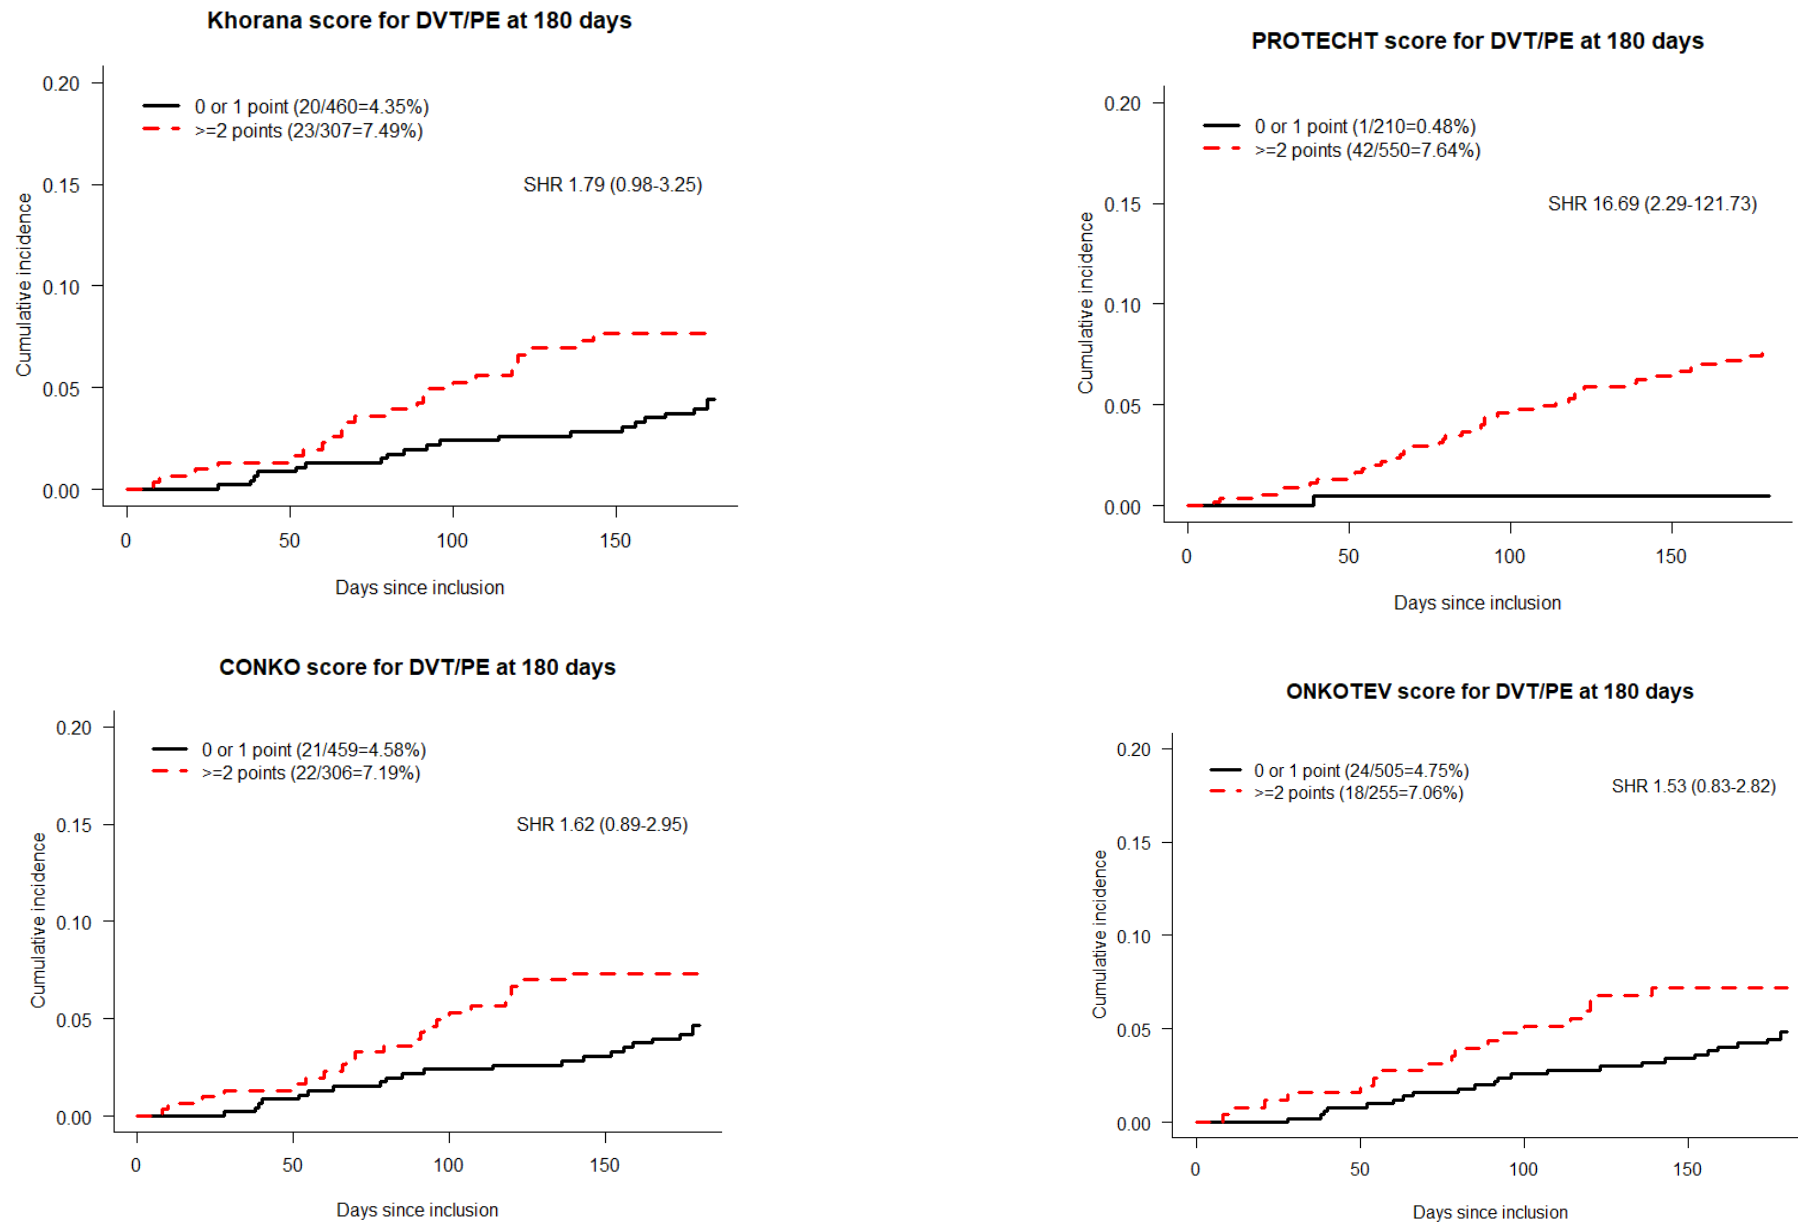 Khorana score for DVT/PE at 180 days
0.20
0.15
0.10
0.05
0.00
Cumulative incidence
0 or 1 point (20/460=4.35%)
>=2 points (23/307=7.49%)
SHR 1.79 (0.98-3.25)
0 50 100 150
Days since inclusion
PROTECHT score for DVT/PE at 180 days
0.20
0.15
0.10
0.05
0.00
Cumulative incidence
0 or 1 point (1/210=0.48%)
>=2 points (42/550=7.64%)
SHR 16.69 (2.29-121.73)
0 50 100 150
Days since inclusion
CONKO score for DVT/PE at 180 days
0.20
0.15
0.10
0.05
0.00
Cumulative incidence
0 or 1 point (21/459=4.58%)
>=2 points (22/306=7.19%)
SHR 1.62 (0.89-2.95)
0 50 100 150
Days since inclusion
ONKOTEV score for DVT/PE at 180 days
0.20
0.15
0.10
0.05
0.00
Cumulative incidence
0 or 1 point (24/505=4.75%)
>=2 points (18/255=7.06%)
SHR 1.53 (0.83-2.82)
0 50 100 150
Days since inclusion